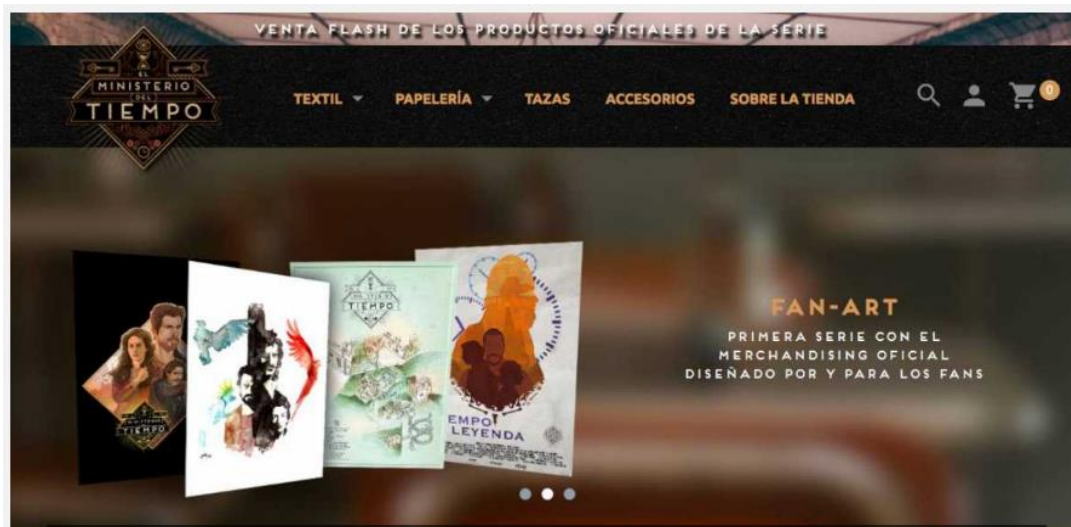 VENTA FLASH DE LOS PRODUCTOS OFICIALES DE LA SERIE
EL
MINISTERIO
DEL
TIEMPO
TEXTIL
PAPELERÍA
TAZAS
ACCESORIOS
SOBRE LA TIENDA
0
TIEMPO
TIEMPO
EMPO
LEYENDA
FAN-ART
PRIMERA SERIE CON EL
MERCHANDISING OFICIAL
DISEÑADO POR Y PARA LOS FANS